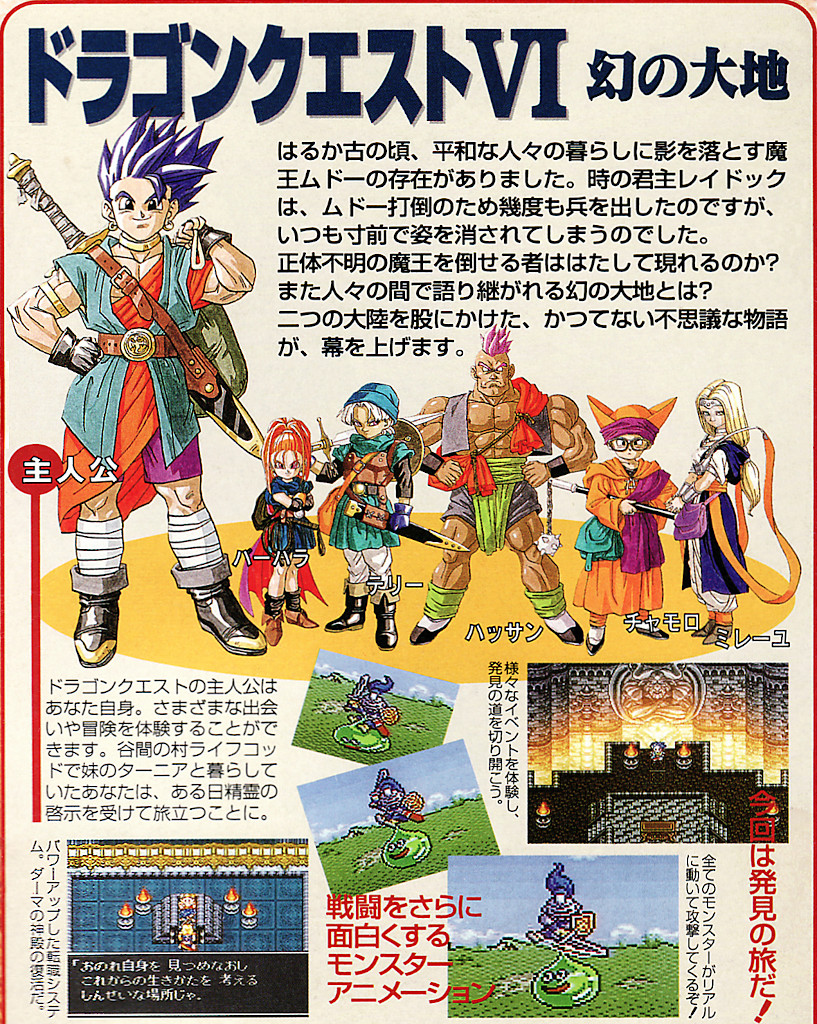 ドラゴンクエストVI 幻の大地
はるか古の頃、平和な人々の暮らしに影を落とす魔
王ムドーの存在がありました。時の君主レイドック
は、ムドー打倒のため幾度も兵を出したのですが、
いつも寸前で姿を消されてしまうのでした。
正体不明の魔王を倒せる者ははたして現れるのか?
また人々の間で語り継がれる幻の大地とは?
二つの大陸を股にかけた、かつてない不思議な物語
が、幕を上げます。
主人公
バーバラ
テリー
ハッサン
チャモロ
ミレーユ
ドラゴンクエストの主人公は
あなた自身。さまざまな出会
いや冒険を体験することがで
きます。谷間の村ライフコッ
ドで妹のターニアと暮らして
いたあなたは、ある日精霊の
啓示を受けて旅立つことに。
様々なイベントを体験し、
発見の道を切り開こう。
今回は発見の旅だ!
パワーアップした転職システ
ム。ダーマの神殿の復活だ。
「おのれ自身を 見つめなおし
これからの生きかたを 考える
しんせいな場所じゃ。
戦闘をさらに
面白くする
モンスター
アニメーション
全てのモンスターがリアル
に動いて攻撃してくるぞ!